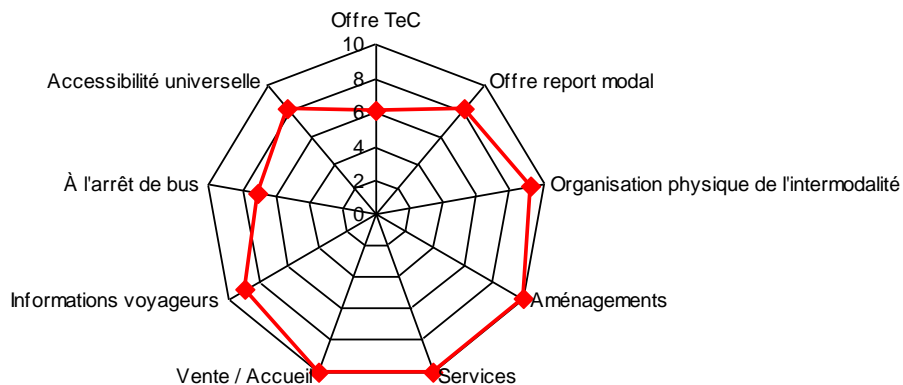 Offre TeC
10
Accessibilité universelle
8
Offre report modal
6
4
À l'arrêt de bus
2
Organisation physique de l'intermodalité
0
Informations voyageurs
Aménagements
Vente / Accueil
Services